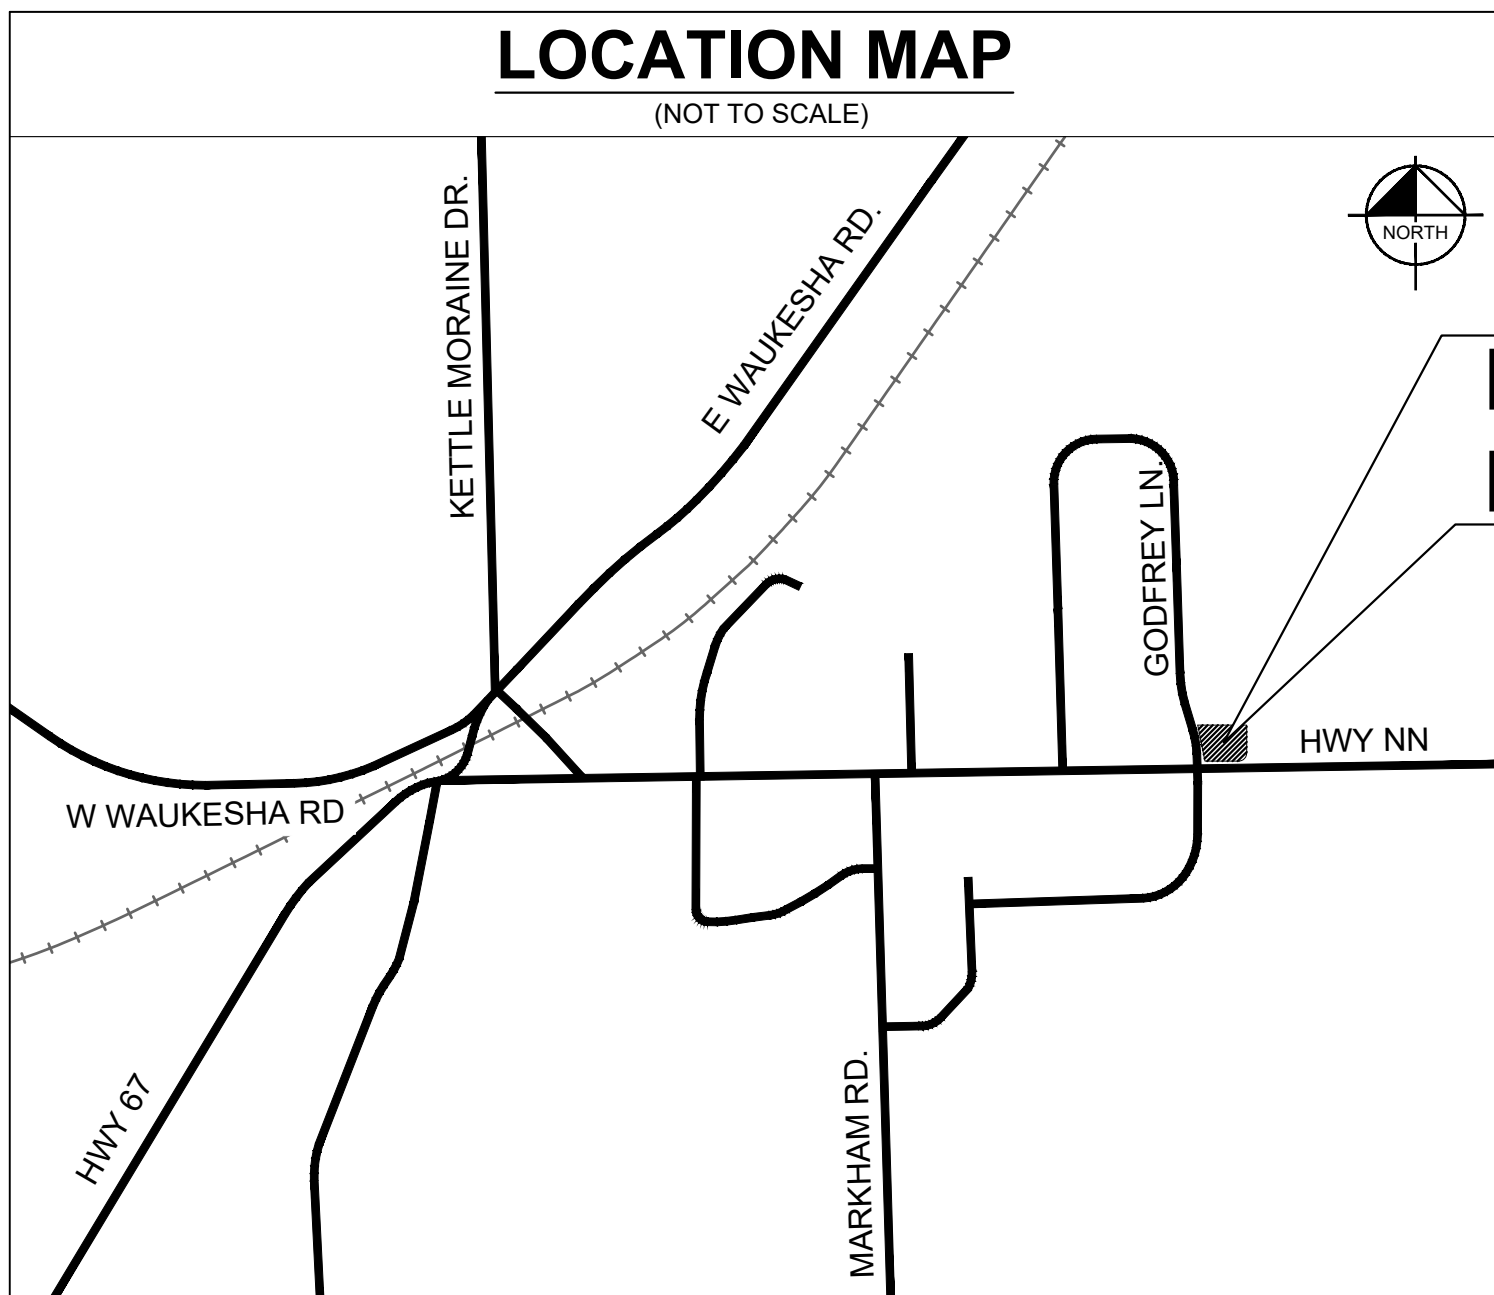 LOCATION MAP
(NOT TO SCALE)
KETTLE MORAINE DR.
E WAUKESHA RD.
NORTH
GODFREY LN.
HWY NN
W WAUKESHA RD
HWY 67
MARKHAM RD.